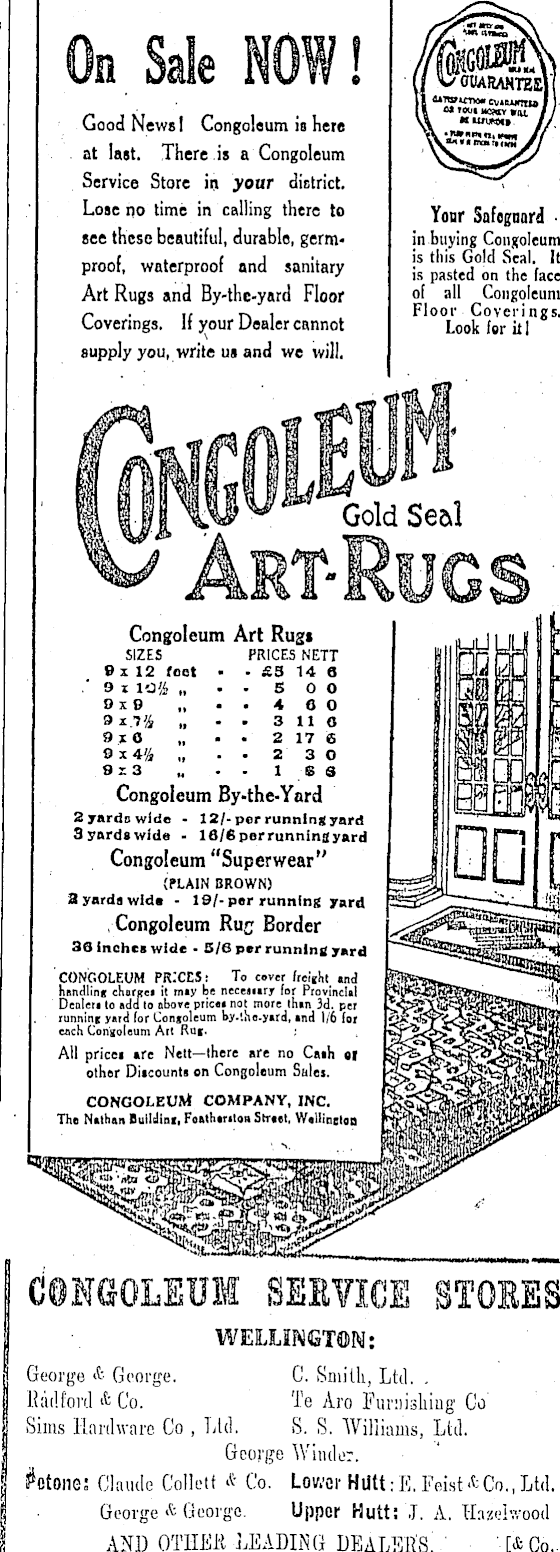 On Sale NOW!
Good News! Congoleum is here
at last. There is a Congoleum
Service Store in your district.
Lose no time in calling there to
see these beautiful, durable, germ-
proof, waterproof and sanitary
Art Rugs and By-the-yard Floor
Coverings. If your Dealer cannot
supply you, write us and we will.
CONGOLEUM
GOLD SEAL
GUARANTEE
SATISFACTION GUARANTEED
OR YOUR MONEY WILL
BE REFUNDED
Your Safeguard
in buying Congoleum
is this Gold Seal. It
is pasted on the face
of all Congoleum
Floor Coverings.
Look for it!
CONGOLEUM
Gold Seal
ART-RUGS
Congoleum Art Rugs
SIZES PRICES NETT
9 x 12 feet - - £5 14 6
9 x 10½ „ - - 5 0 0
9 x 9 „ - - 4 6 0
9 x 7½ „ - - 3 11 6
9 x 6 „ - - 2 17 6
9 x 4½ „ - - 2 3 0
9 x 3 „ - - 1
Congoleum By-the-Yard
2 yards wide - 12/- per running yard
3 yards wide - 16/6 per running yard
Congoleum "Superwear"
(PLAIN BROWN)
2 yards wide - 19/- per running yard
Congoleum Rug Border
36 inches wide - 5/6 per running yard
CONGOLEUM PRICES: To cover freight and
handling charges it may be necessary for Provincial
Dealers to add to above prices not more than 3d. per
running yard for Congoleum by-the-yard, and 1/6 for
each Congoleum Art Rug.
All prices are Nett—there are no Cash or
other Discounts on Congoleum Sales.
CONGOLEUM COMPANY, INC.
The Nathan Building, Featherston Street, Wellington
CONGOLEUM SERVICE STORES
WELLINGTON:
George & George. C. Smith, Ltd.
Radford & Co. Te Aro Furnishing Co
Sims Hardware Co, Ltd. S. S. Williams, Ltd.
George Winder.
Petone: Claude Collett & Co. Lower Hutt: E. Feist & Co., Ltd.
George & George. Upper Hutt: J. A. Hazelwood
AND OTHER LEADING DEALERS. [& Co.